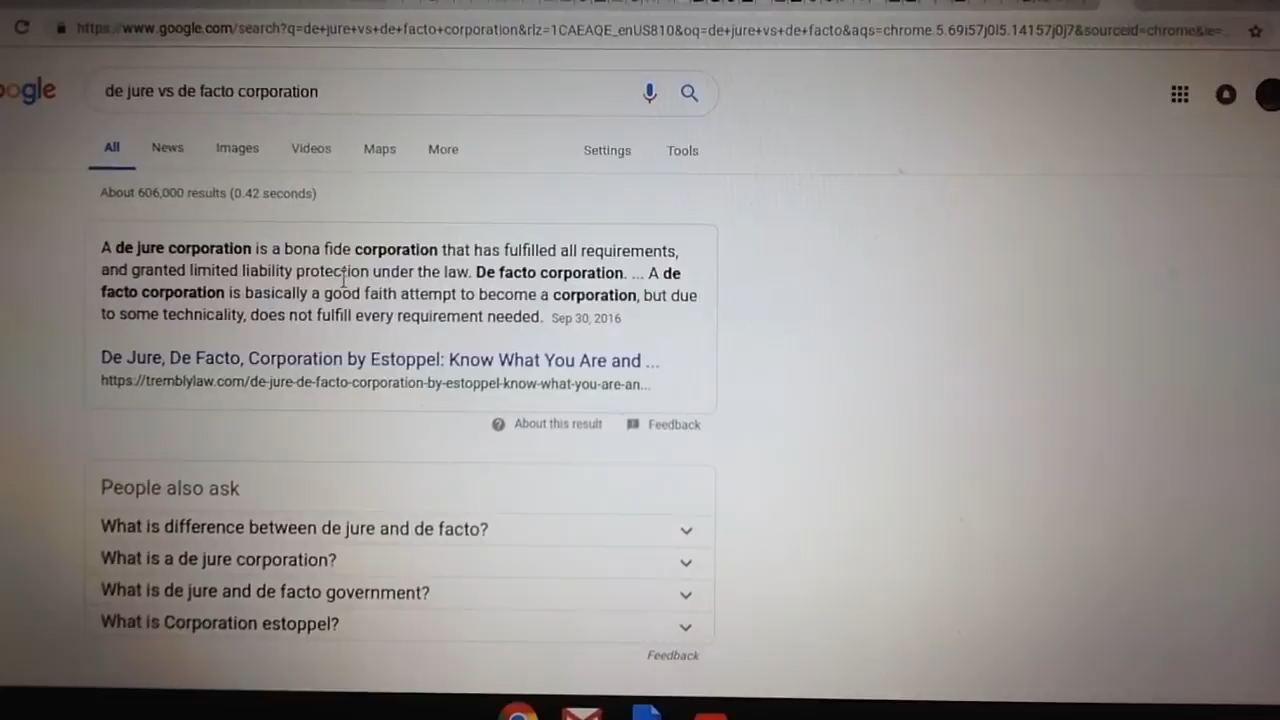 https://www.google.com/search?q=de+jure+vs+de+facto+corporation&rlz=1CAEAQE_enUS810&oq=de+jure+vs+de+facto&aqs=chrome.5.69i57j0l5.14157j0j7&sourceid=chrome&ie=
oogle
de jure vs de facto corporation
All News Images Videos Maps More Settings Tools
About 606,000 results (0.42 seconds)
A de jure corporation is a bona fide corporation that has fulfilled all requirements,
and granted limited liability protection under the law. De facto corporation. ... A de
facto corporation is basically a good faith attempt to become a corporation, but due
to some technicality, does not fulfill every requirement needed. Sep 30, 2016
De Jure, De Facto, Corporation by Estoppel: Know What You Are and ...
https://tremblylaw.com/de-jure-de-facto-corporation-by-estoppel-know-what-you-are-an...
About this result Feedback
People also ask
What is difference between de jure and de facto?
What is a de jure corporation?
What is de jure and de facto government?
What is Corporation estoppel?
Feedback